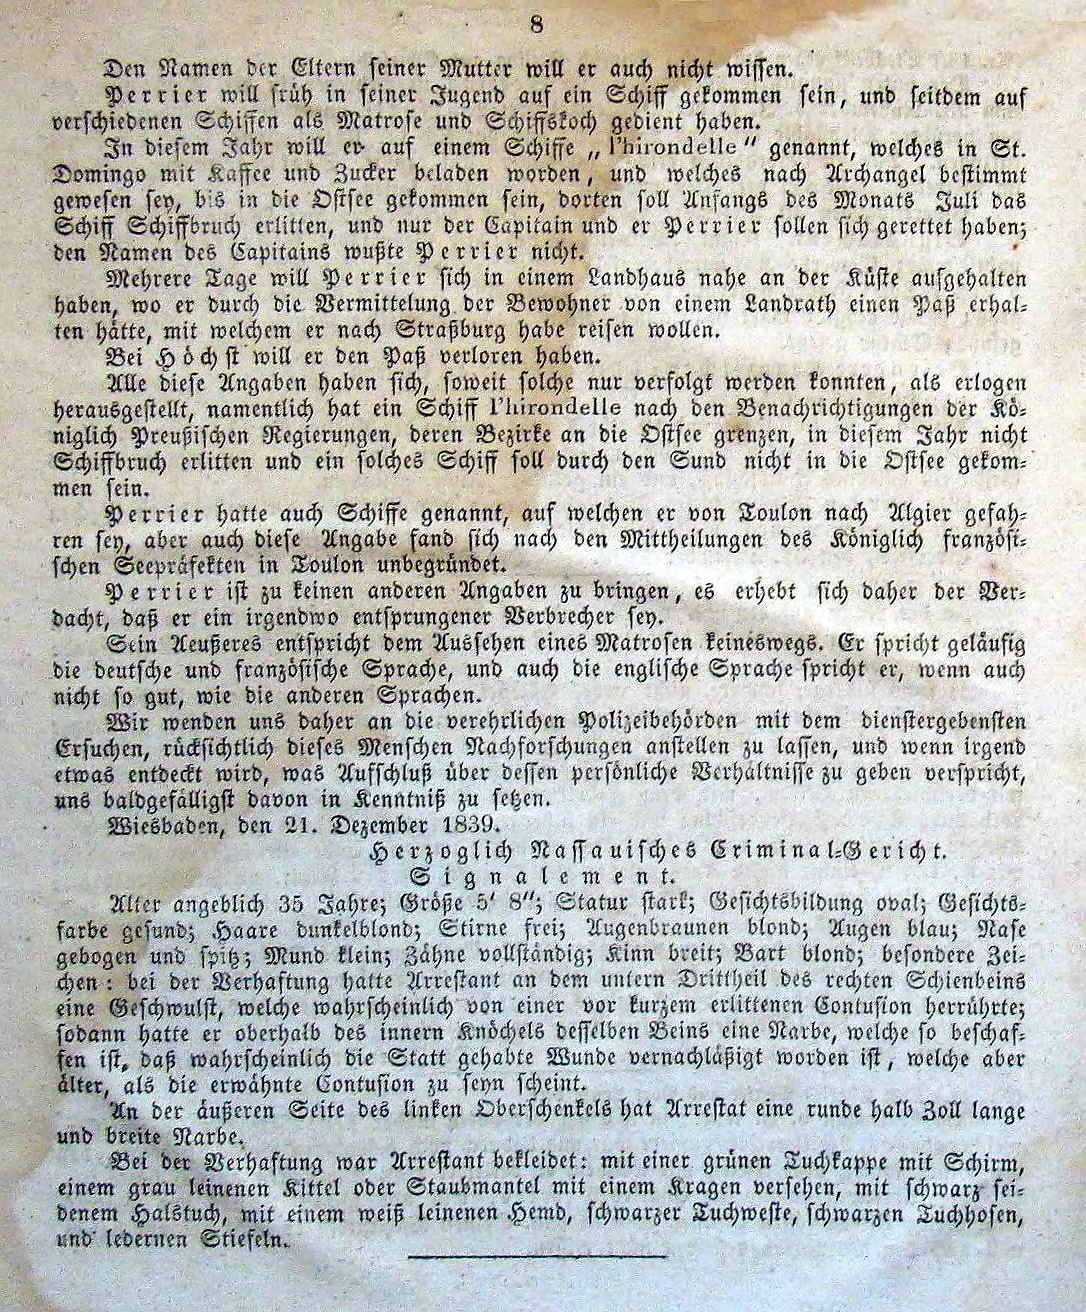 8
Den Namen der Eltern seiner Mutter will er auch nicht wissen.
Perrier will früh in seiner Jugend auf ein Schiff gekommen sein, und seitdem auf
verschiedenen Schiffen als Matrose und Schiffskoch gedient haben.
In diesem Jahr will er auf einem Schiffe „l'hirondelle" genannt, welches in St.
Domingo mit Kaffee und Zucker beladen worden, und welches nach Archangel bestimmt
gewesen sey, bis in die Ostsee gekommen sein, dorten soll Anfangs des Monats Juli das
Schiff Schiffbruch erlitten, und nur der Capitain und er Perrier sollen sich gerettet haben;
den Namen des Capitains wußte Perrier nicht.
Mehrere Tage will Perrier sich in einem Landhaus nahe an der Küste aufgehalten
haben, wo er durch die Vermittelung der Bewohner von einem Landrath einen Paß erhal=
ten hätte, mit welchem er nach Straßburg habe reisen wollen.
Bei Höchst will er den Paß verloren haben.
Alle diese Angaben haben sich, soweit solche nur verfolgt werden konnten, als erlogen
herausgestellt, namentlich hat ein Schiff l'hirondelle nach den Benachrichtigungen der Kö=
niglich Preußischen Regierungen, deren Bezirke an die Ostsee grenzen, in diesem Jahr nicht
Schiffbruch erlitten und ein solches Schiff soll durch den Sund nicht in die Ostsee gekom=
men sein.
Perrier hatte auch Schiffe genannt, auf welchen er von Toulon nach Algier gefah=
ren sey, aber auch diese Angabe fand sich nach den Mittheilungen des Königlich französi=
schen Seepräfekten in Toulon unbegründet.
Perrier ist zu keinen anderen Angaben zu bringen, es erhebt sich daher der Ver=
dacht, daß er ein irgendwo entsprungener Verbrecher sey.
Sein Aeußeres entspricht dem Aussehen eines Matrosen keineswegs. Er spricht geläufig
die deutsche und französische Sprache, und auch die englische Sprache spricht er, wenn auch
nicht so gut, wie die anderen Sprachen.
Wir wenden uns daher an die verehrlichen Polizeibehörden mit dem dienstergebensten
Ersuchen, rücksichtlich dieses Menschen Nachforschungen anstellen zu lassen, und wenn irgend
etwas entdeckt wird, was Aufschluß über dessen persönliche Verhältnisse zu geben verspricht,
uns baldgefälligst davon in Kenntniß zu setzen.
Wiesbaden, den 21. Dezember 1839.
Herzoglich Nassauisches Criminal=Gericht.
Signalement.
Alter angeblich 35 Jahre; Größe 5' 8"; Statur stark; Gesichtsbildung oval; Gesichts=
farbe gesund; Haare dunkelblond; Stirne frei; Augenbraunen blond; Augen blau; Nase
gebogen und spitz; Mund klein; Zähne vollständig; Kinn breit; Bart blond; besondere Zei=
chen: bei der Verhaftung hatte Arrestant an dem untern Drittheil des rechten Schienbeins
eine Geschwulst, welche wahrscheinlich von einer vor kurzem erlittenen Contusion herrührte;
sodann hatte er oberhalb des innern Knöchels desselben Beins eine Narbe, welche so beschaf=
fen ist, daß wahrscheinlich die Statt gehabte Wunde vernachläßigt worden ist, welche aber
älter, als die erwähnte Contusion zu seyn scheint.
An der äußeren Seite des linken Oberschenkels hat Arrestat eine runde halb Zoll lange
und breite Narbe.
Bei der Verhaftung war Arrestant bekleidet: mit einer grünen Tuchkappe mit Schirm,
einem grau leinenen Kittel oder Staubmantel mit einem Kragen versehen, mit schwarz sei=
denem Halstuch, mit einem weiß leinenen Hemd, schwarzer Tuchweste, schwarzen Tuchhosen,
und ledernen Stiefeln.